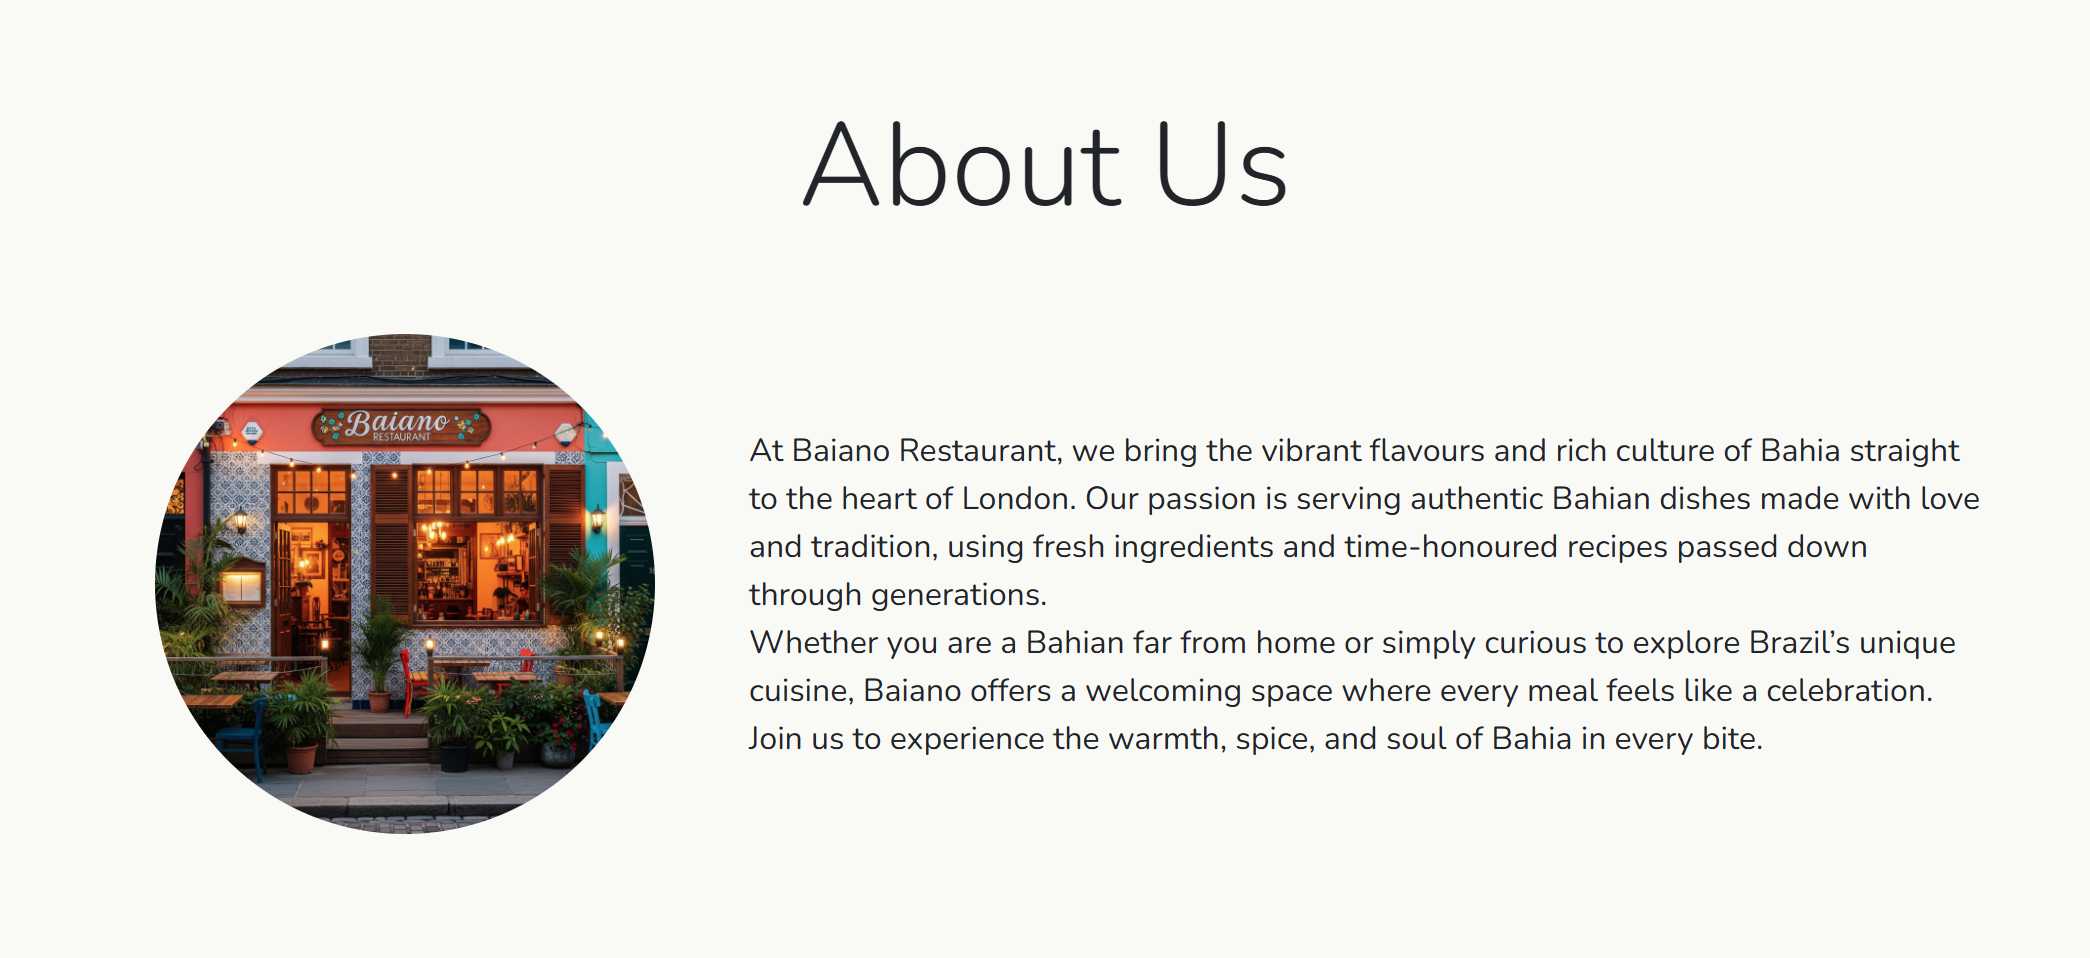 About Us
Baiano
RESTAURANT
At Baiano Restaurant, we bring the vibrant flavours and rich culture of Bahia straight
to the heart of London. Our passion is serving authentic Bahian dishes made with love
and tradition, using fresh ingredients and time-honoured recipes passed down
through generations.
Whether you are a Bahian far from home or simply curious to explore Brazil’s unique
cuisine, Baiano offers a welcoming space where every meal feels like a celebration.
Join us to experience the warmth, spice, and soul of Bahia in every bite.